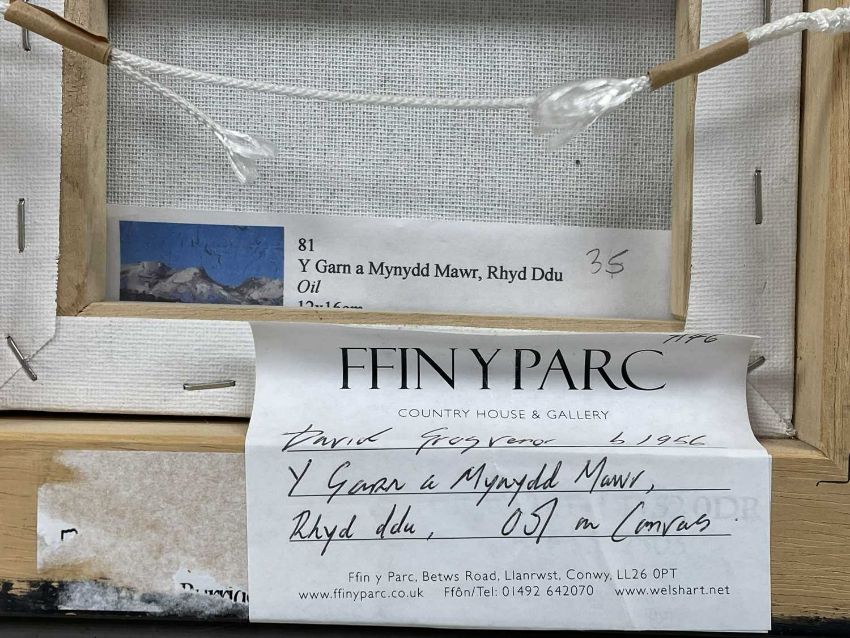 81
Y Garn a Mynydd Mawr, Rhyd Ddu
35
Oil
12x16cm
FFIN Y PARC
COUNTRY HOUSE & GALLERY
David Grosvenor b 1956
Y Garn a Mynydd Mawr,
Rhyd ddu, Oil on Canvas.
Ffin y Parc, Betws Road, Llanrwst, Conwy, LL26 0PT
www.ffinyparc.co.uk Ffôn/Tel: 01492 642070 www.welshart.net